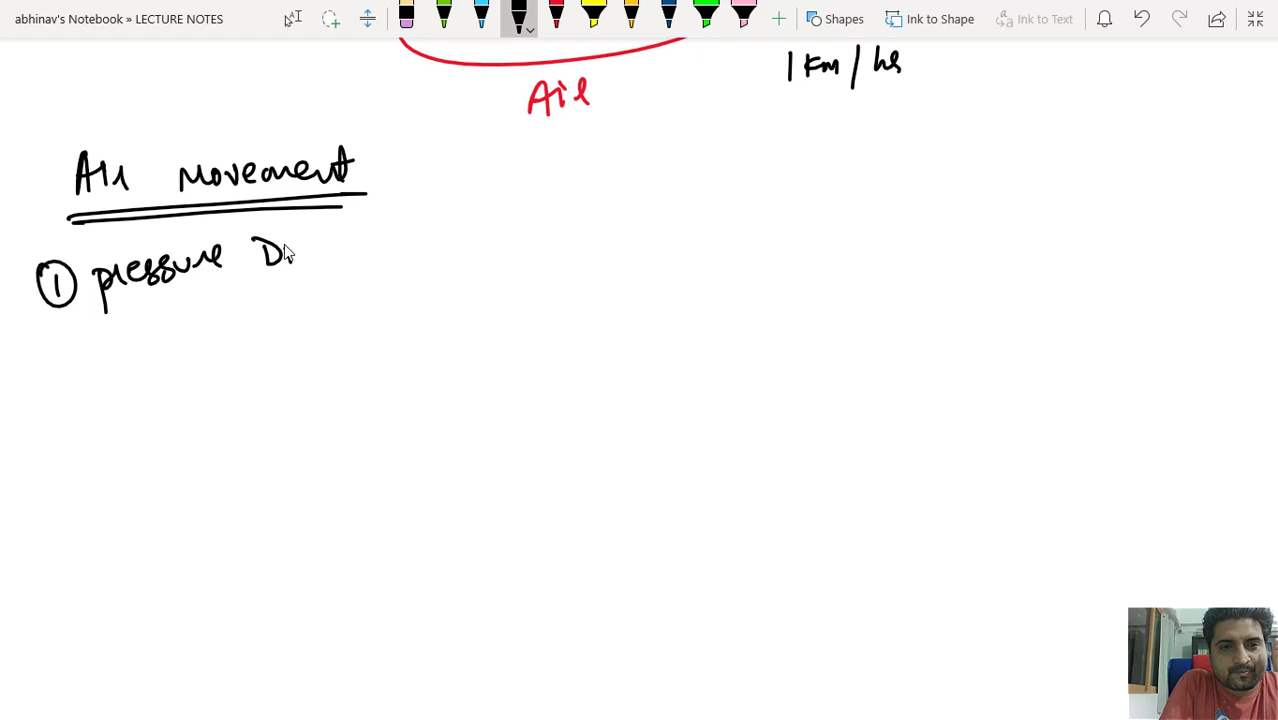 abhinav's Notebook » LECTURE NOTES
Shapes
Ink to Shape
Ink to Text
Air
1 km/hr
Air Movement
① pressure D